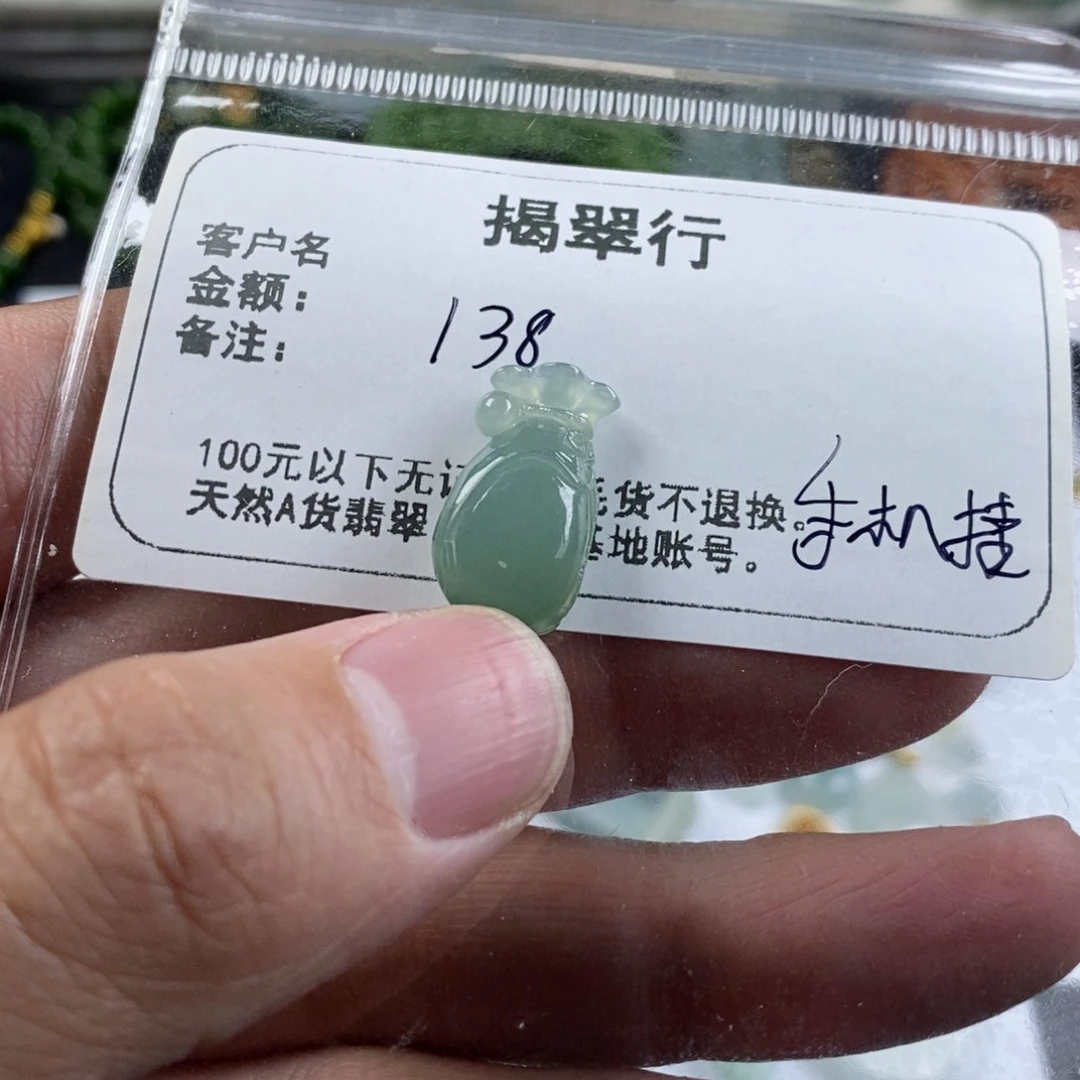 揭翠行
客户名
金额：
备注：
138
100元以下无 货不退换。
天然A货翡翠 基地账号。
手机挂